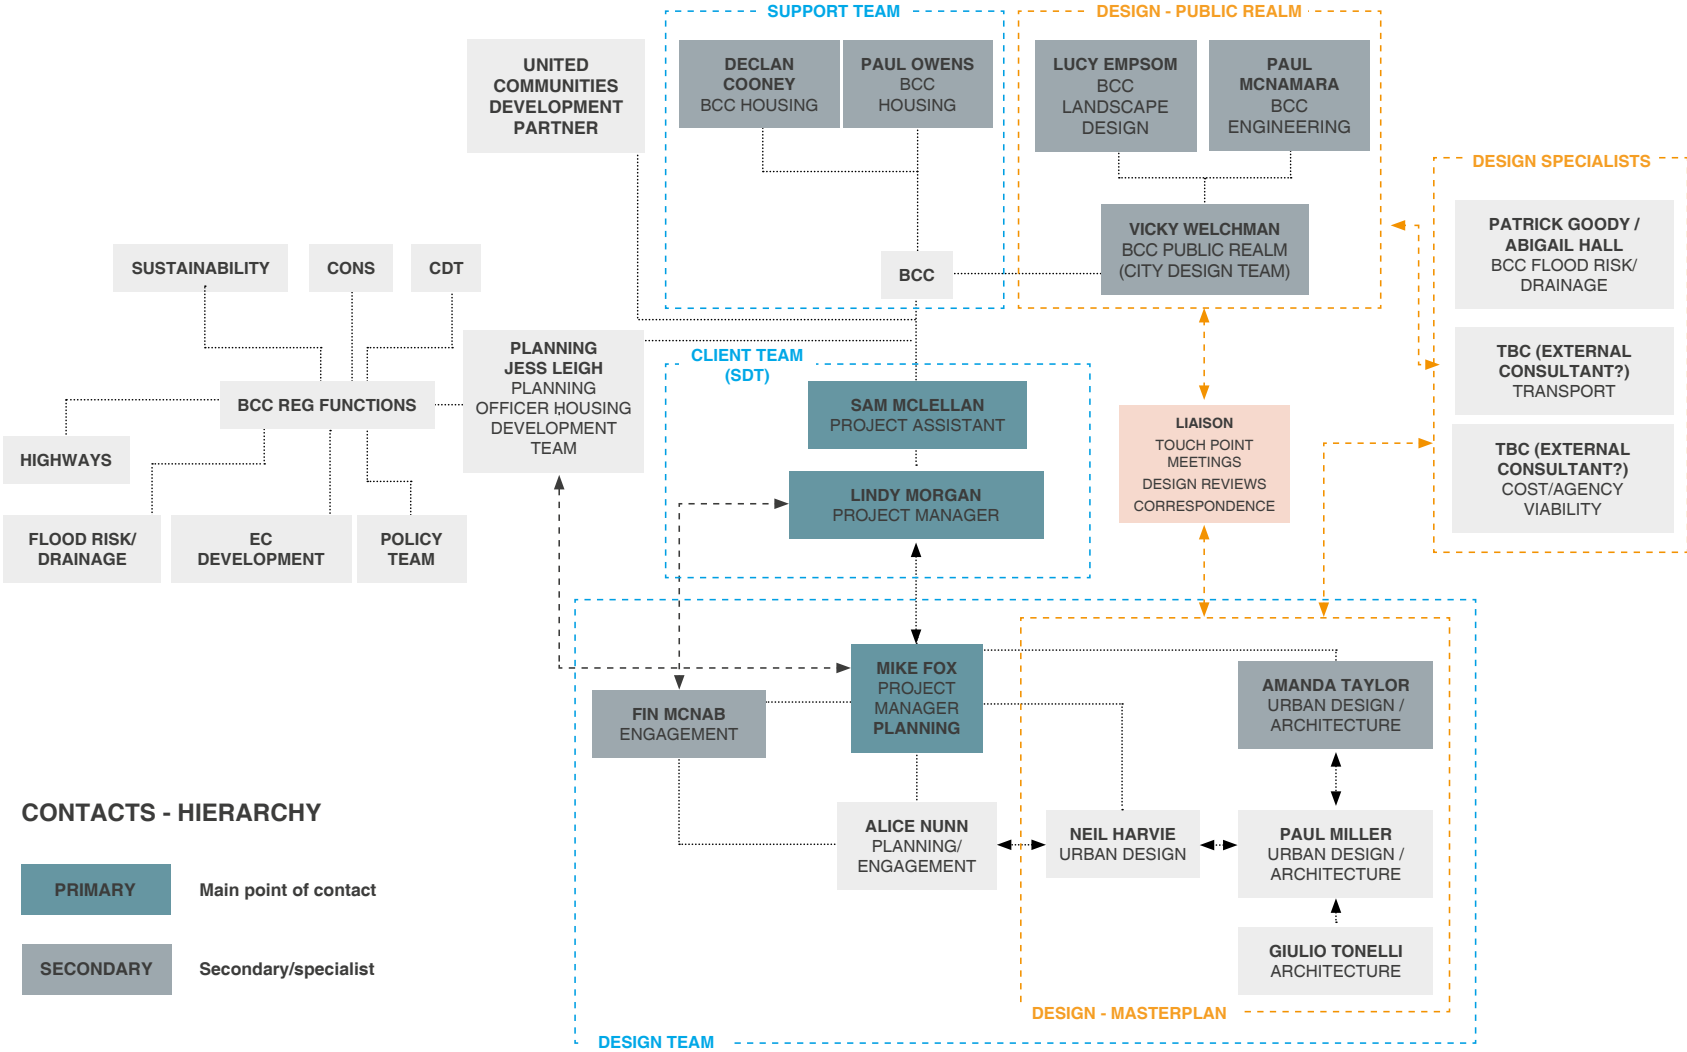 SUPPORT TEAM
DESIGN - PUBLIC REALM
UNITED
COMMUNITIES
DEVELOPMENT
PARTNER
DECLAN
COONEY
BCC HOUSING
PAUL OWENS
BCC
HOUSING
LUCY EMPSOM
BCC
LANDSCAPE
DESIGN
PAUL
MCNAMARA
BCC
ENGINEERING
DESIGN SPECIALISTS
PATRICK GOODY /
ABIGAIL HALL
BCC FLOOD RISK/
DRAINAGE
VICKY WELCHMAN
BCC PUBLIC REALM
(CITY DESIGN TEAM)
BCC
SUSTAINABILITY
CONS
CDT
PLANNING
JESS LEIGH
PLANNING
OFFICER HOUSING
DEVELOPMENT
TEAM
CLIENT TEAM
(SDT)
TBC (EXTERNAL
CONSULTANT?)
TRANSPORT
BCC REG FUNCTIONS
SAM MCLELLAN
PROJECT ASSISTANT
LIAISON
TOUCH POINT
MEETINGS
DESIGN REVIEWS
CORRESPONDENCE
TBC (EXTERNAL
CONSULTANT?)
COST/AGENCY
VIABILITY
HIGHWAYS
LINDY MORGAN
PROJECT MANAGER
FLOOD RISK/
DRAINAGE
EC
DEVELOPMENT
POLICY
TEAM
MIKE FOX
PROJECT
MANAGER
PLANNING
AMANDA TAYLOR
URBAN DESIGN /
ARCHITECTURE
FIN MCNAB
ENGAGEMENT
CONTACTS - HIERARCHY
ALICE NUNN
PLANNING/
ENGAGEMENT
NEIL HARVIE
URBAN DESIGN
PAUL MILLER
URBAN DESIGN /
ARCHITECTURE
PRIMARY
Main point of contact
GIULIO TONELLI
ARCHITECTURE
SECONDARY
Secondary/specialist
DESIGN - MASTERPLAN
DESIGN TEAM